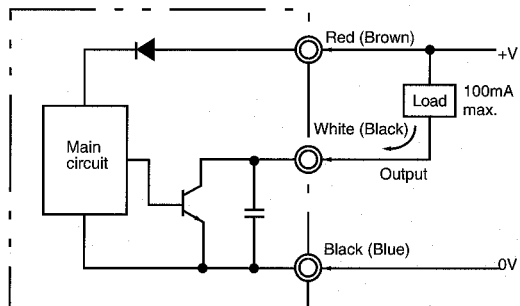 Red (Brown)
+V
Load
100mA
max.
White (Black)
Main
circuit
Output
Black (Blue)
0V